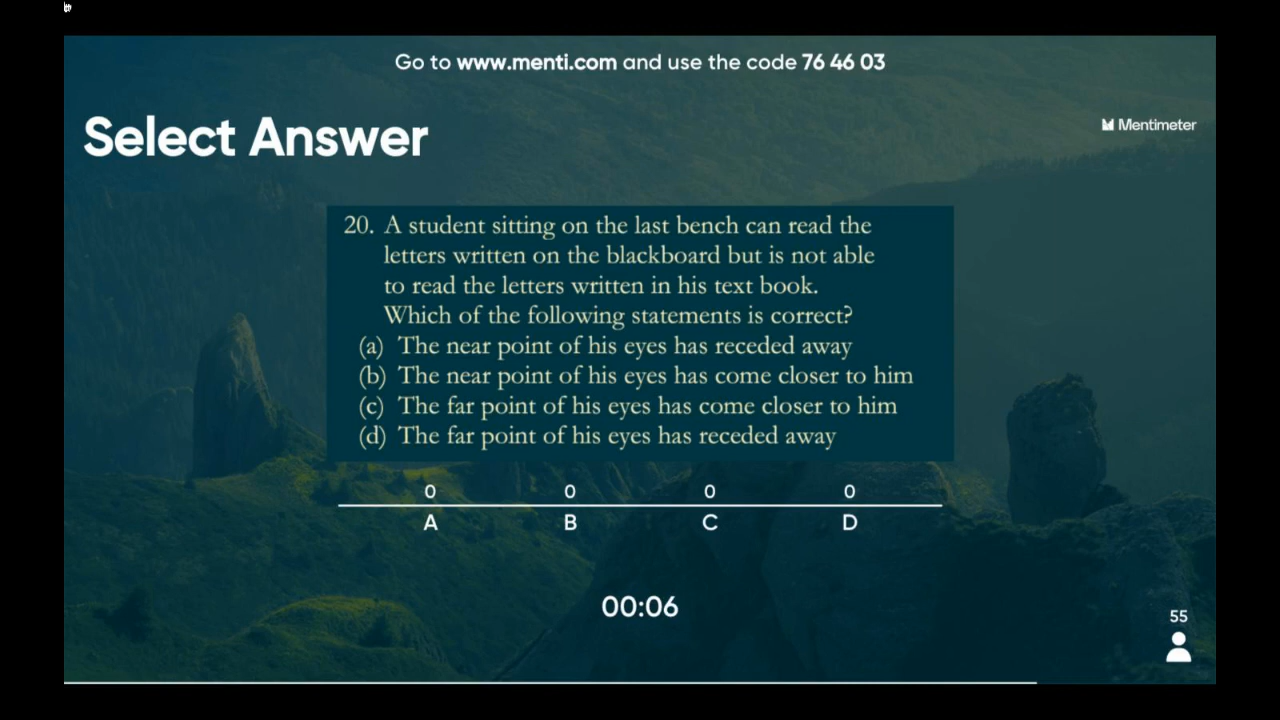 Go to www.menti.com and use the code 76 46 03
Select Answer
Mentimeter
20. A student sitting on the last bench can read the
letters written on the blackboard but is not able
to read the letters written in his text book.
Which of the following statements is correct?
(a) The near point of his eyes has receded away
(b) The near point of his eyes has come closer to him
(c) The far point of his eyes has come closer to him
(d) The far point of his eyes has receded away
0 0 0 0
A B C D
00:06
55